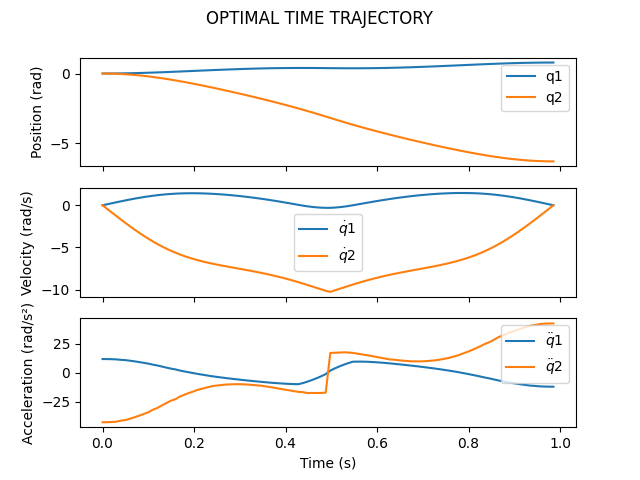 OPTIMAL TIME TRAJECTORY
Position (rad)
0
−5
q1
q2
Velocity (rad/s)
0
−5
−10
q̇1
q̇2
Acceleration (rad/s²)
25
0
−25
q̈1
q̈2
0.0 0.2 0.4 0.6 0.8 1.0
Time (s)